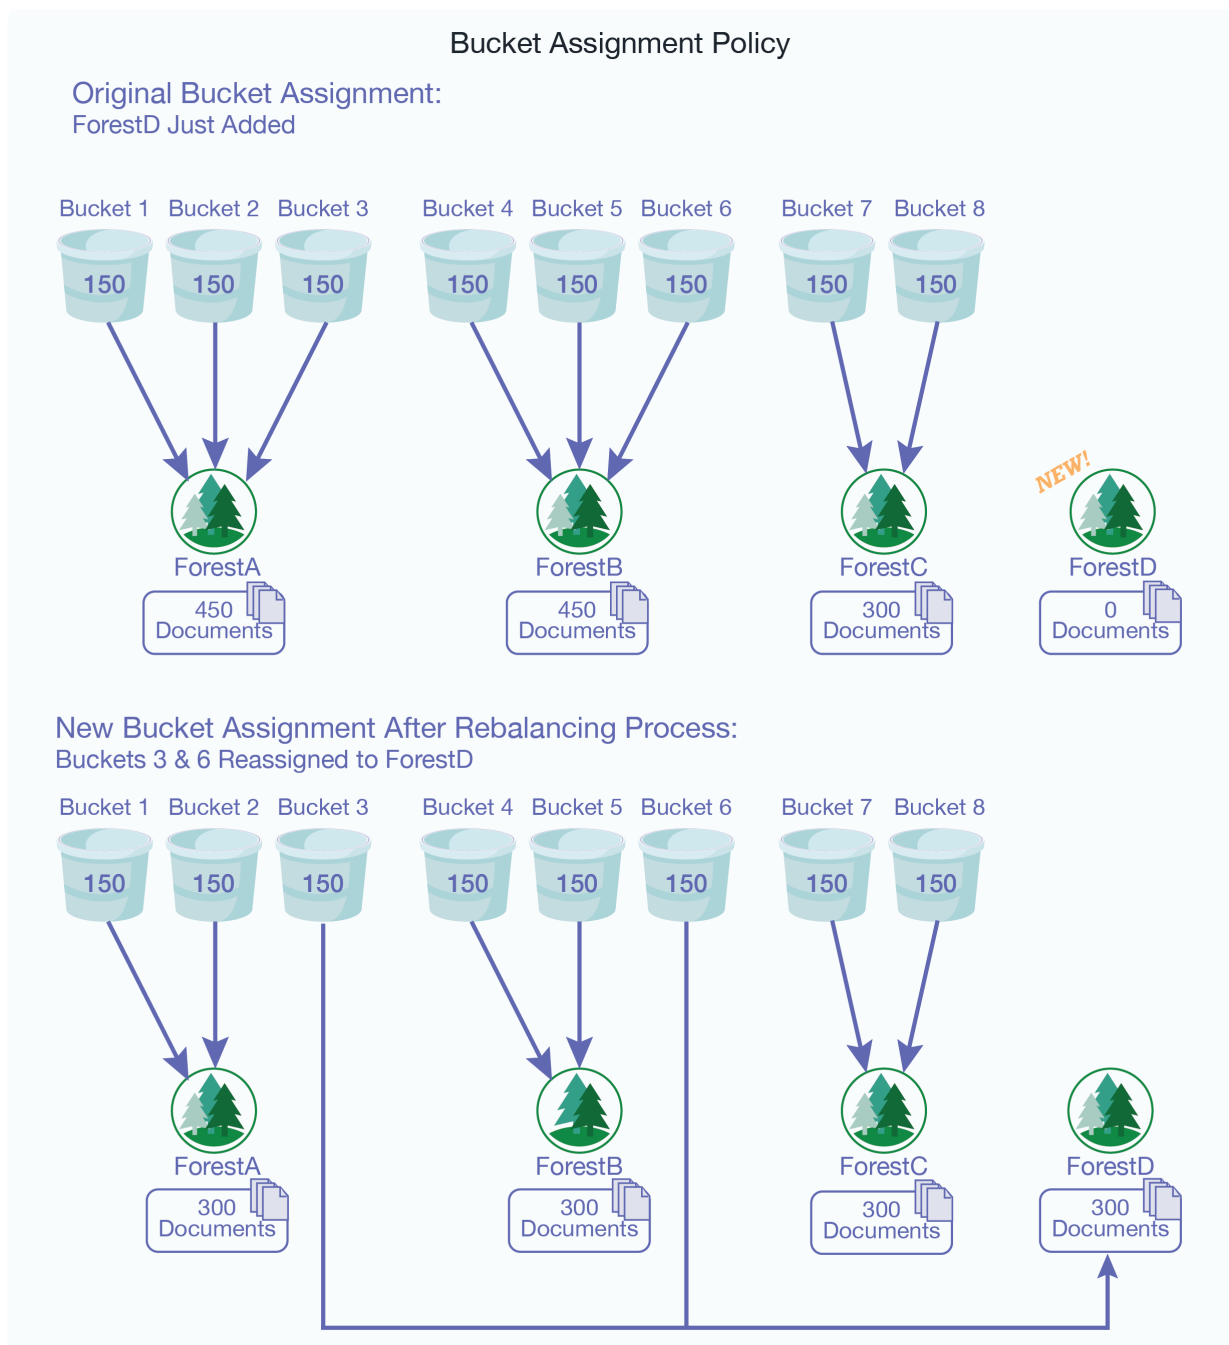 Bucket Assignment Policy
Original Bucket Assignment:
ForestD Just Added
Bucket 1 Bucket 2 Bucket 3 Bucket 4 Bucket 5 Bucket 6 Bucket 7 Bucket 8
150 150 150 150 150 150 150 150
NEW!
ForestA ForestB ForestC ForestD
450 450 300 0
Documents Documents Documents Documents
New Bucket Assignment After Rebalancing Process:
Buckets 3 & 6 Reassigned to ForestD
Bucket 1 Bucket 2 Bucket 3 Bucket 4 Bucket 5 Bucket 6 Bucket 7 Bucket 8
150 150 150 150 150 150 150 150
ForestA ForestB ForestC ForestD
300 300 300 300
Documents Documents Documents Documents